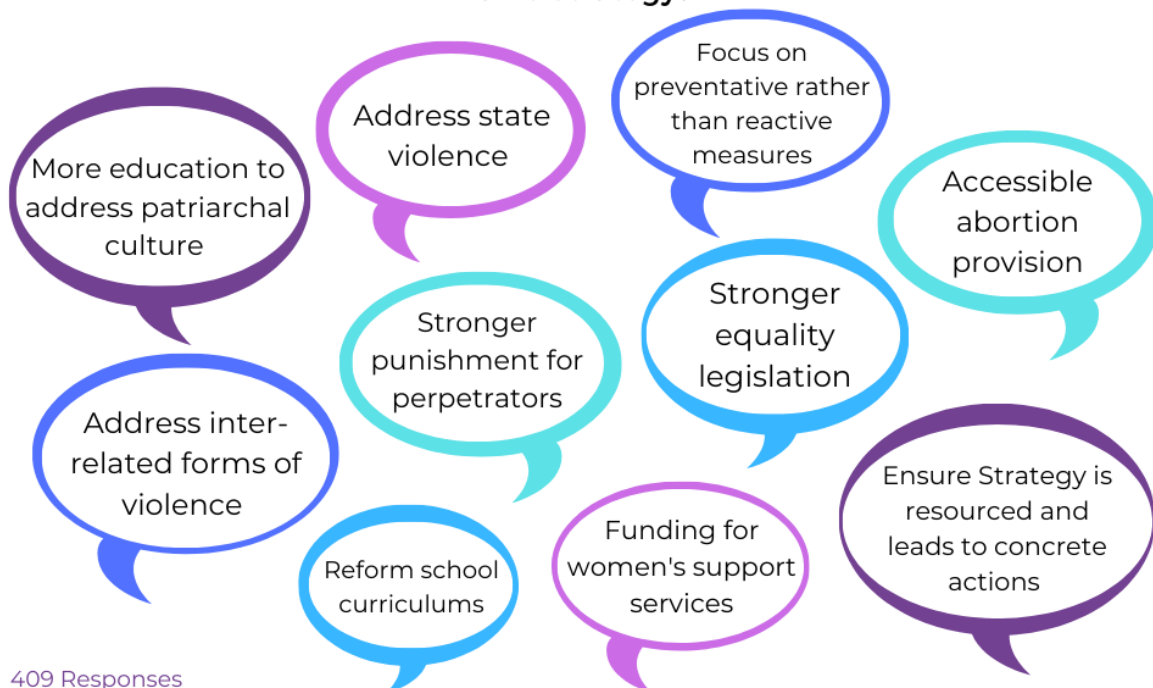 More education to
address patriarchal
culture
Address state
violence
Focus on
preventative rather
than reactive
measures
Accessible
abortion
provision
Stronger
punishment for
perpetrators
Stronger
equality
legislation
Address inter-
related forms of
violence
Reform school
curriculums
Funding for
women's support
services
Ensure Strategy is
resourced and
leads to concrete
actions
409 Responses